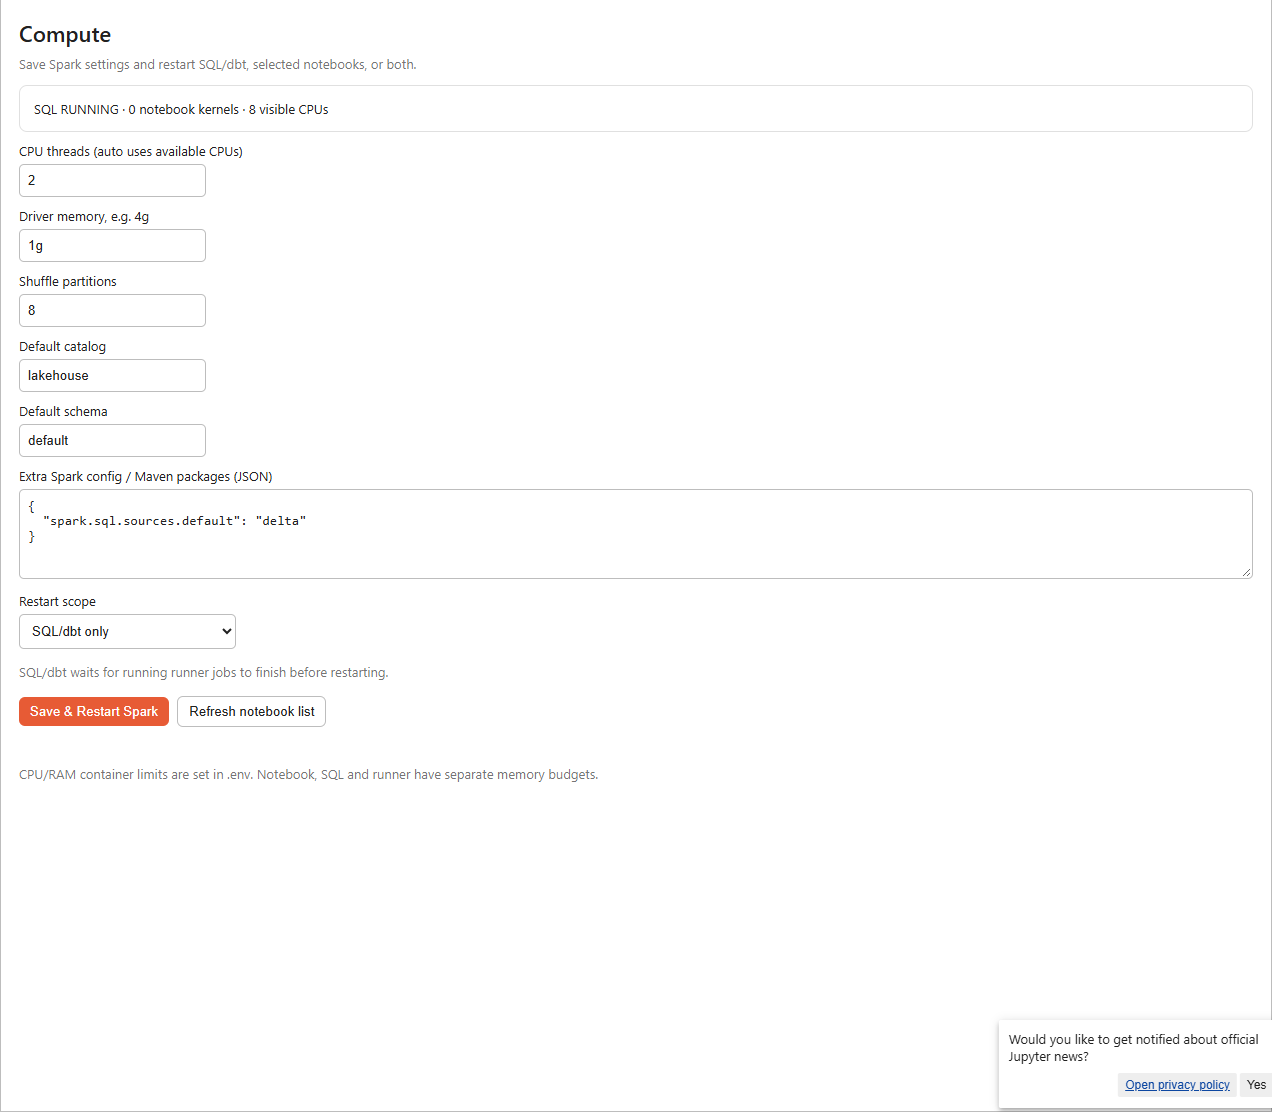 Compute
Save Spark settings and restart SQL/dbt, selected notebooks, or both.
SQL RUNNING · 0 notebook kernels · 8 visible CPUs
CPU threads (auto uses available CPUs)
2
Driver memory, e.g. 4g
1g
Shuffle partitions
8
Default catalog
lakehouse
Default schema
default
Extra Spark config / Maven packages (JSON)
{
  "spark.sql.sources.default": "delta"
}
Restart scope
SQL/dbt only
SQL/dbt waits for running runner jobs to finish before restarting.
Save & Restart Spark Refresh notebook list
CPU/RAM container limits are set in .env. Notebook, SQL and runner have separate memory budgets.
Would you like to get notified about official
Jupyter news?
Open privacy policy Yes